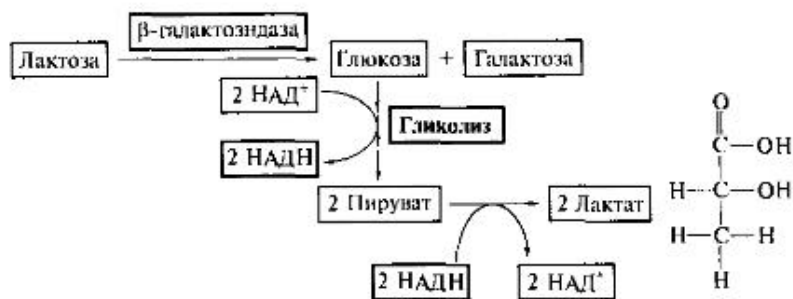 β-галактозидаза
Лактоза
Глюкоза + Галактоза
2 НАД⁺
Гликолиз
2 НАДН
2 Пируват
2 Лактат
2 НАДН
2 НАД⁺
O
C—OH
H—C—OH
H—C—H
H